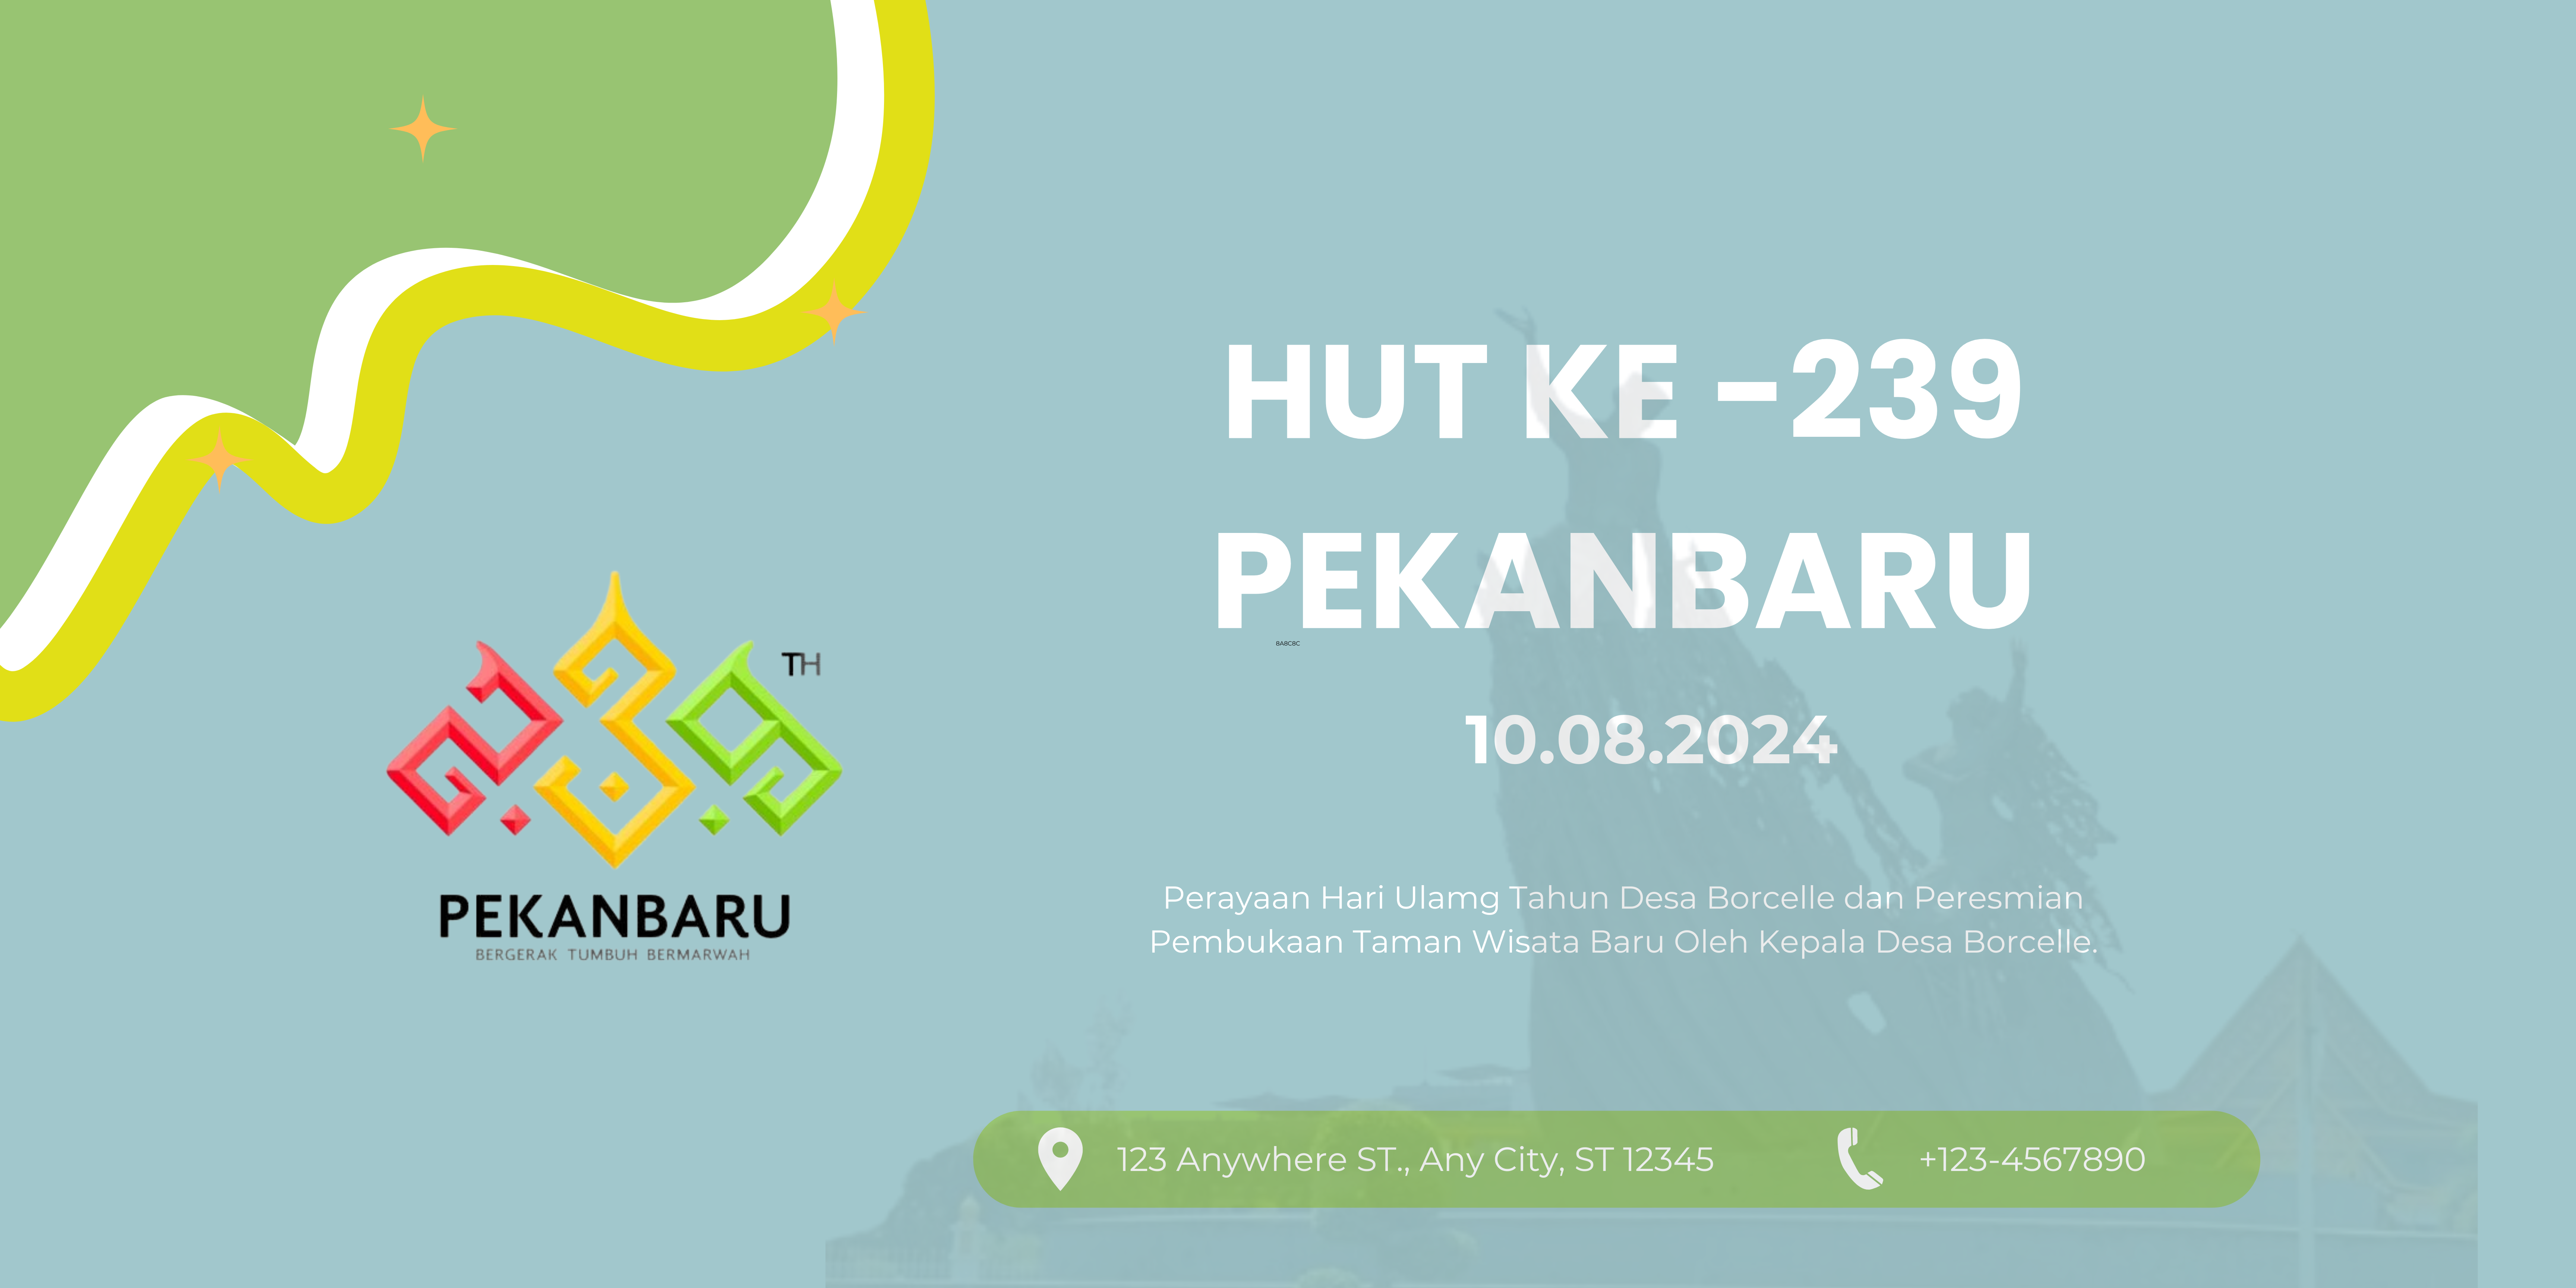 HUT KE -239
PEKANBARU
BABCBC
10.08.2024
TH
PEKANBARU
BERGERAK TUMBUH BERMARWAH
Perayaan Hari Ulamg Tahun Desa Borcelle dan Peresmian
Pembukaan Taman Wisata Baru Oleh Kepala Desa Borcelle.
123 Anywhere ST., Any City, ST 12345
+123-4567890